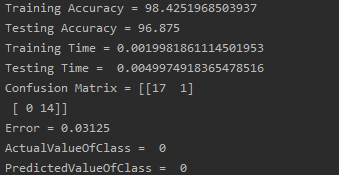 Training Accuracy = 98.4251968503937
Testing Accuracy = 96.875
Training Time = 0.0019981861114501953
Testing Time =  0.0049974918365478516
Confusion Matrix = [[17  1]
 [ 0 14]]
Error = 0.03125
ActualValueOfClass =  0
PredictedValueOfClass =  0